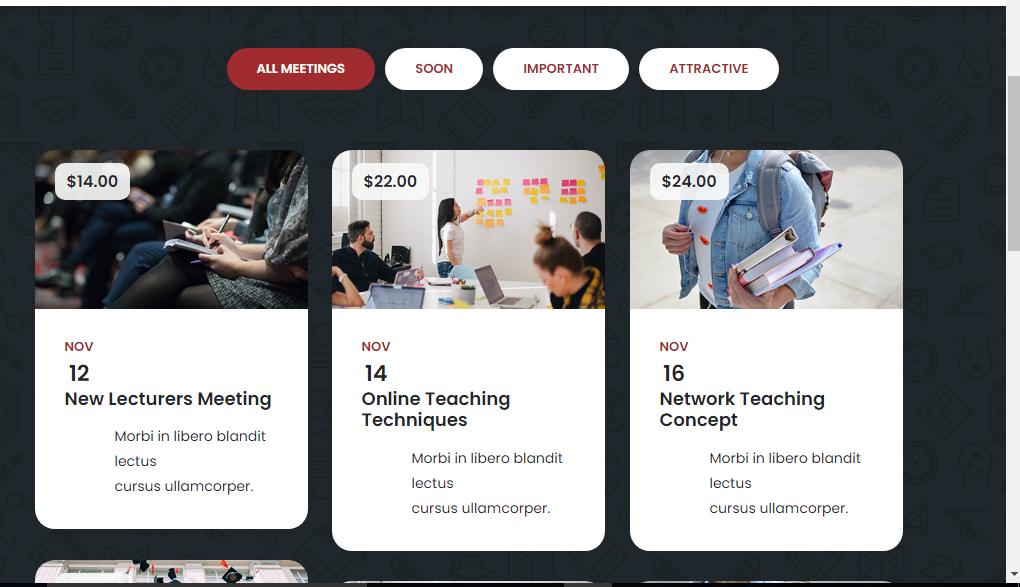 ALL MEETINGS
SOON
IMPORTANT
ATTRACTIVE
$14.00
NOV
12
New Lecturers Meeting
Morbi in libero blandit
lectus
cursus ullamcorper.
$22.00
NOV
14
Online Teaching
Techniques
Morbi in libero blandit
lectus
cursus ullamcorper.
$24.00
NOV
16
Network Teaching
Concept
Morbi in libero blandit
lectus
cursus ullamcorper.